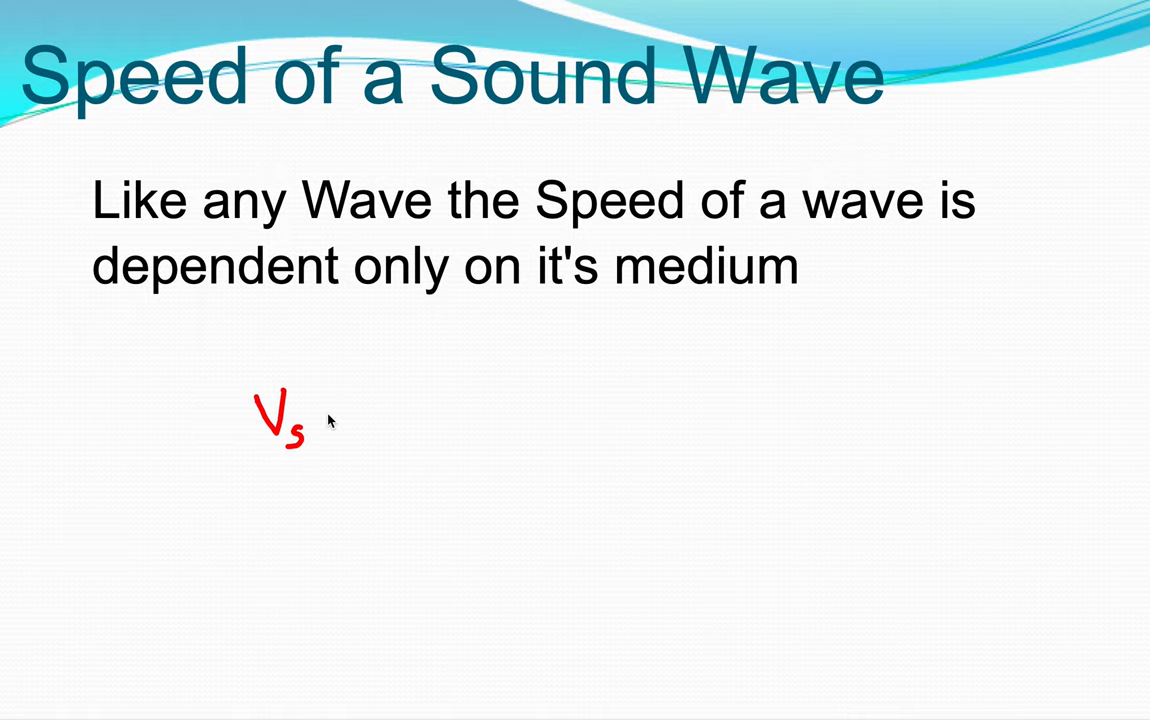 Speed of a Sound Wave
Like any Wave the Speed of a wave is
dependent only on it's medium
Vs